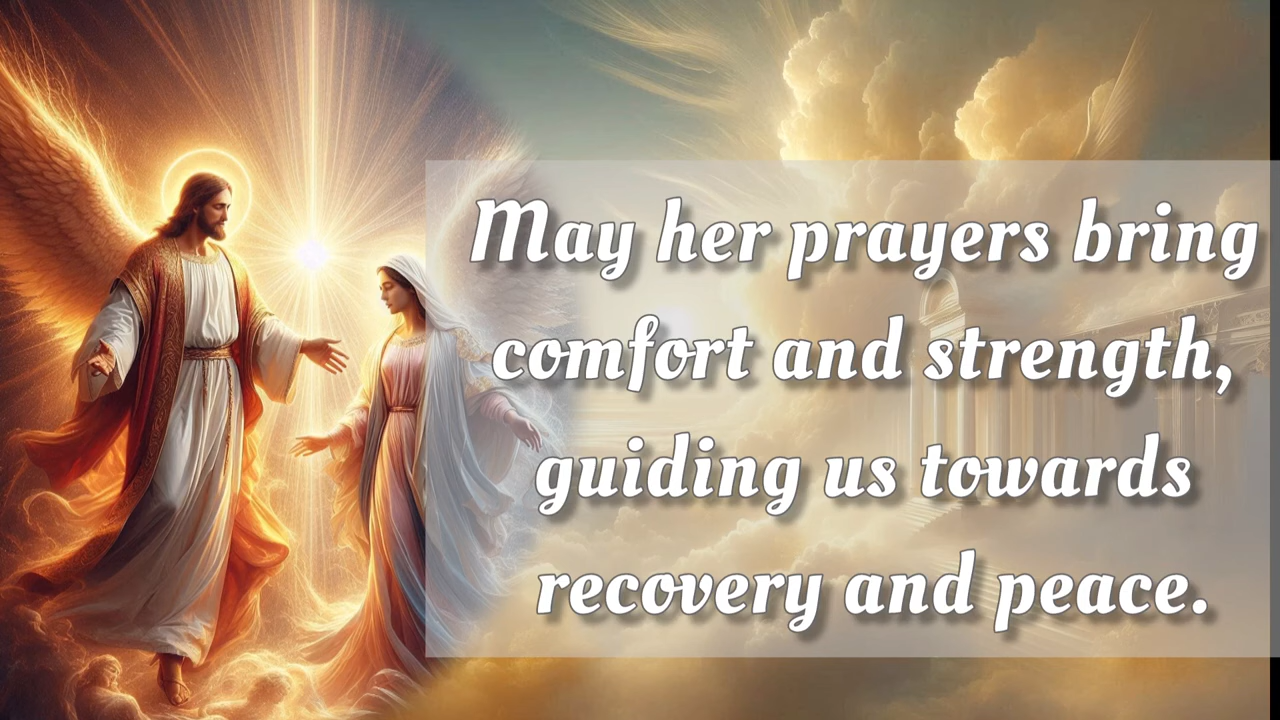 May her prayers bring
comfort and strength,
guiding us towards
recovery and peace.